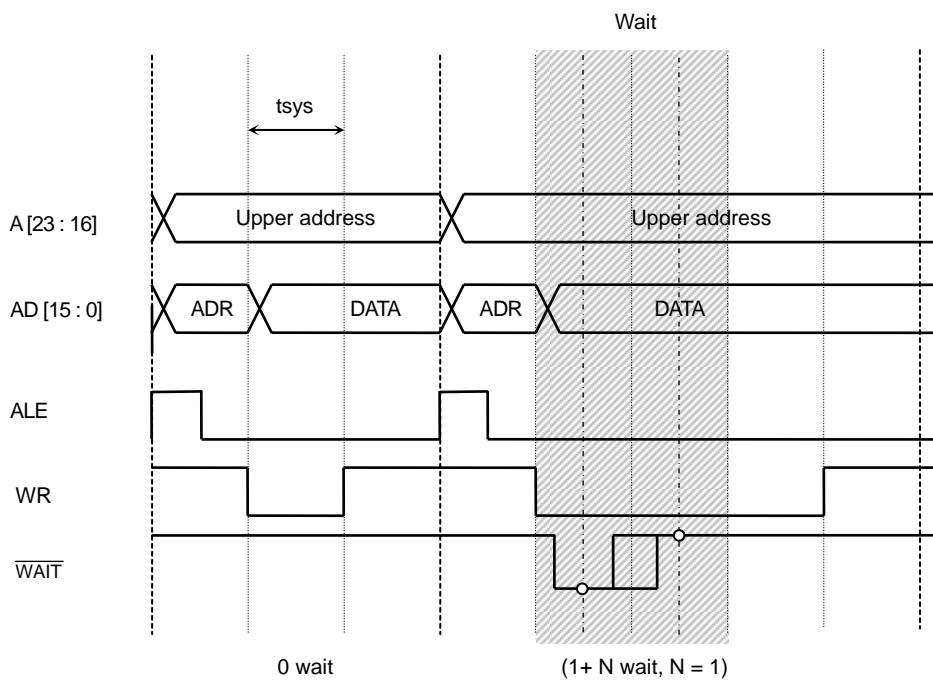 Wait
tsys
A [23 : 16] Upper address Upper address
AD [15 : 0] ADR DATA ADR DATA
ALE
WR
WAIT
0 wait (1+ N wait, N = 1)